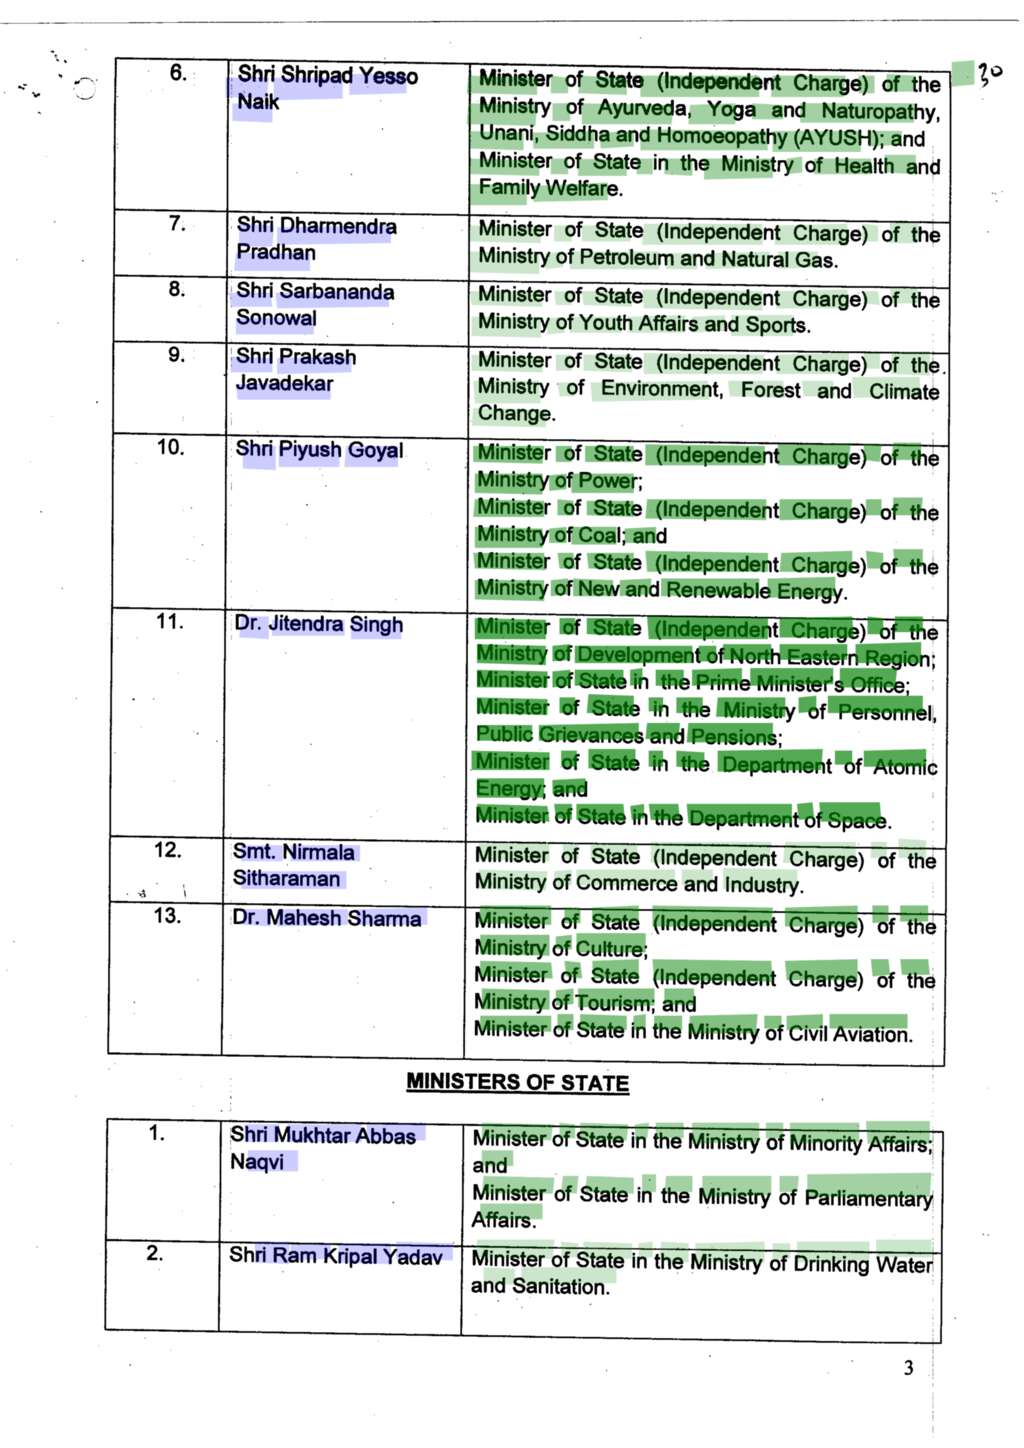 30
6. Shri Shripad Yesso Minister of State (Independent Charge) of the
Naik Ministry of Ayurveda, Yoga and Naturopathy,
Unani, Siddha and Homoeopathy (AYUSH); and
Minister of State in the Ministry of Health and
Family Welfare.
7. Shri Dharmendra Minister of State (Independent Charge) of the
Pradhan Ministry of Petroleum and Natural Gas.
8. Shri Sarbananda Minister of State (Independent Charge) of the
Sonowal Ministry of Youth Affairs and Sports.
9. Shri Prakash Minister of State (Independent Charge) of the
Javadekar Ministry of Environment, Forest and Climate
Change.
10. Shri Piyush Goyal Minister of State (Independent Charge) of the
Ministry of Power;
Minister of State (Independent Charge) of the
Ministry of Coal; and
Minister of State (Independent Charge) of the
Ministry of New and Renewable Energy.
11. Dr. Jitendra Singh Minister of State (Independent Charge) of the
Ministry of Development of North Eastern Region;
Minister of State in the Prime Minister's Office;
Minister of State in the Ministry of Personnel,
Public Grievances and Pensions;
Minister of State in the Department of Atomic
Energy; and
Minister of State in the Department of Space.
12. Smt. Nirmala Minister of State (Independent Charge) of the
Sitharaman Ministry of Commerce and Industry.
13. Dr. Mahesh Sharma Minister of State (Independent Charge) of the
Ministry of Culture;
Minister of State (Independent Charge) of the
Ministry of Tourism; and
Minister of State in the Ministry of Civil Aviation.
MINISTERS OF STATE
1. Shri Mukhtar Abbas Minister of State in the Ministry of Minority Affairs;
Naqvi and
Minister of State in the Ministry of Parliamentary
Affairs.
2. Shri Ram Kripal Yadav Minister of State in the Ministry of Drinking Water
and Sanitation.
3